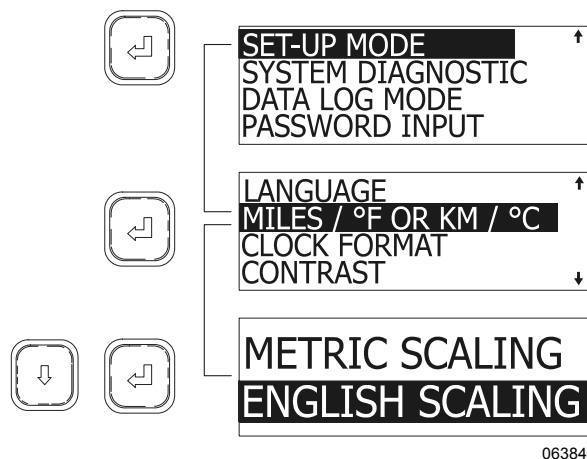 SET-UP MODE
SYSTEM DIAGNOSTIC
DATA LOG MODE
PASSWORD INPUT
LANGUAGE
MILES / °F OR KM / °C
CLOCK FORMAT
CONTRAST
METRIC SCALING
ENGLISH SCALING
06384